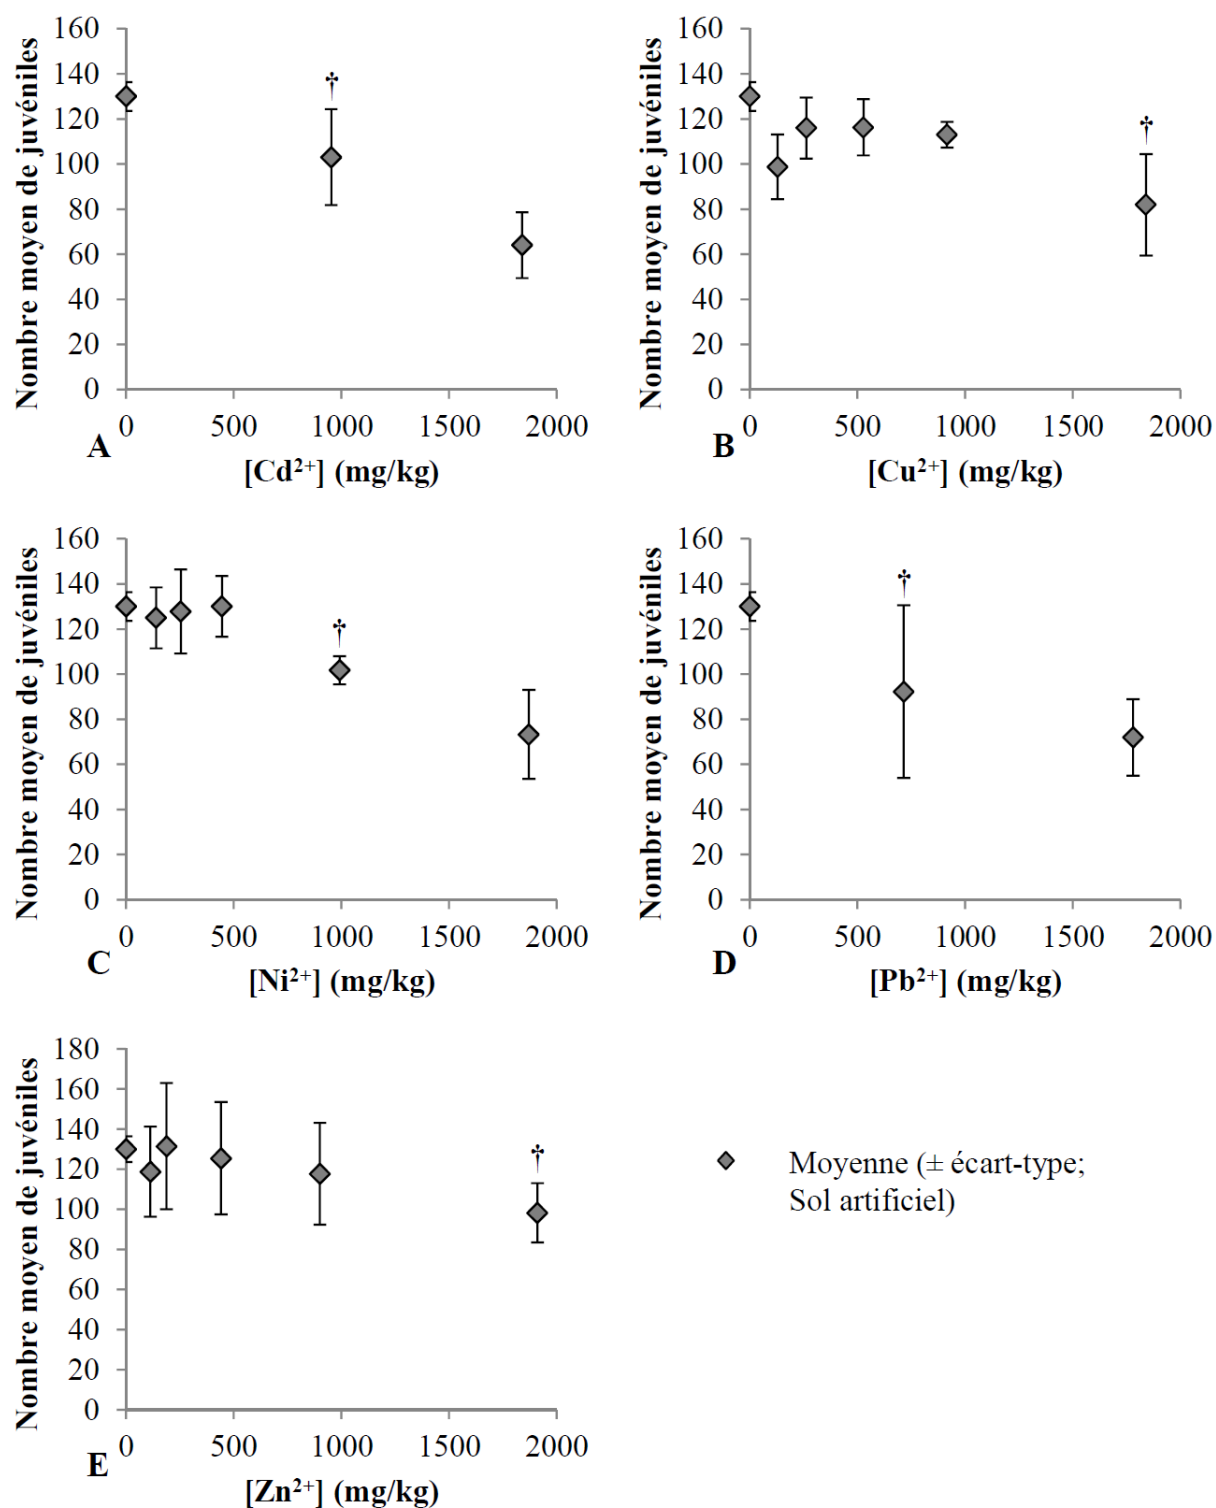 160
140
120
100
80
60
40
20
0
Nombre moyen de juvéniles
†
0 500 1000 1500 2000
A
[Cd²⁺] (mg/kg)
160
140
120
100
80
60
40
20
0
Nombre moyen de juvéniles
†
0 500 1000 1500 2000
B
[Cu²⁺] (mg/kg)
160
140
120
100
80
60
40
20
0
Nombre moyen de juvéniles
†
0 500 1000 1500 2000
C
[Ni²⁺] (mg/kg)
160
140
120
100
80
60
40
20
0
Nombre moyen de juvéniles
†
0 500 1000 1500 2000
D
[Pb²⁺] (mg/kg)
180
160
140
120
100
80
60
40
20
0
Nombre moyen de juvéniles
†
0 500 1000 1500 2000
E
[Zn²⁺] (mg/kg)
Moyenne (± écart-type;
Sol artificiel)